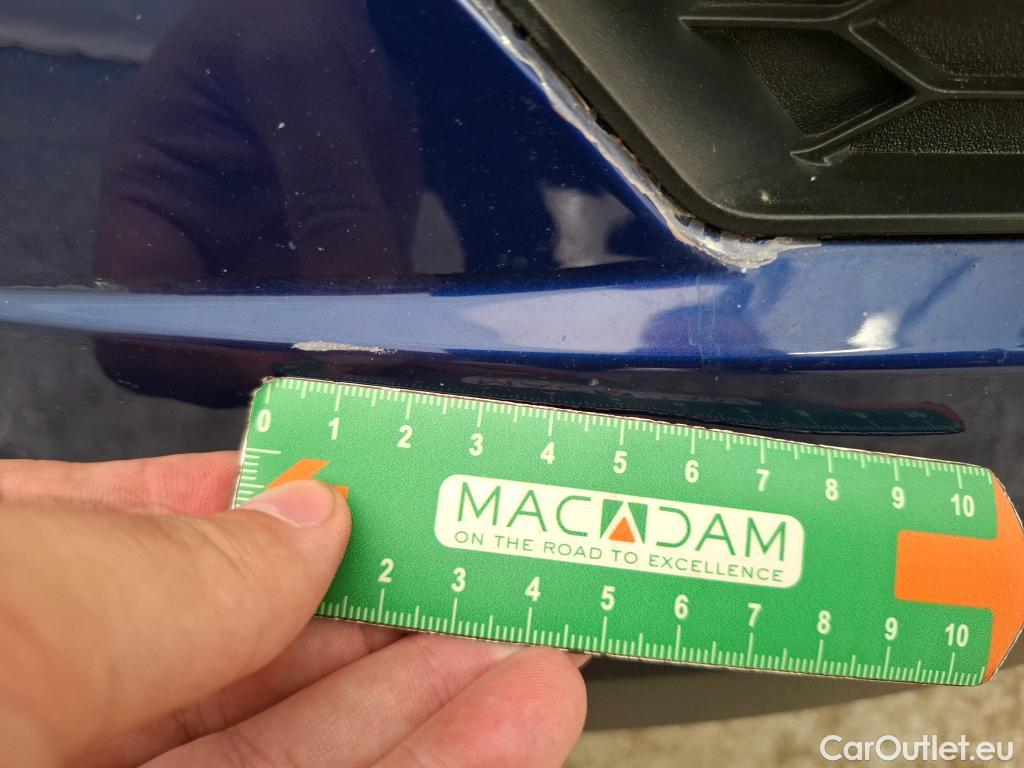 0 1 2 3 4 5 6 7 8 9 10
MACADAM
ON THE ROAD TO EXCELLENCE
2 3 4 5 6 7 8 9 10
CarOutlet.eu